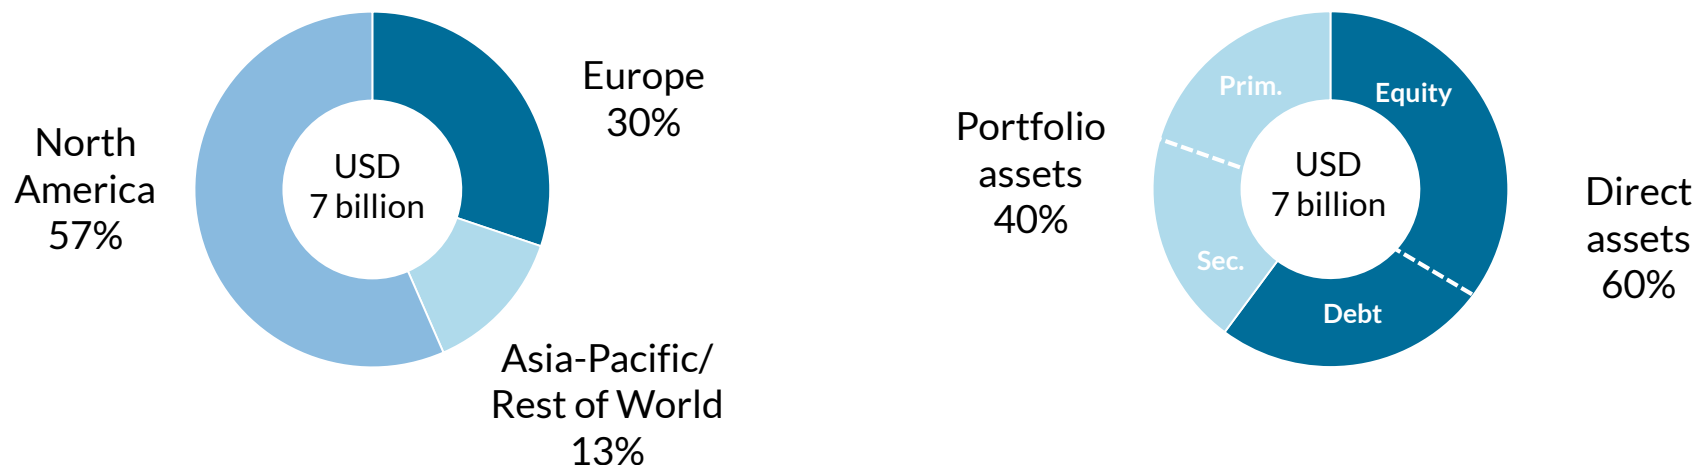 Europe
30%
North
America
57%
USD
7 billion
Asia-Pacific/
Rest of World
13%
Prim.
Equity
Portfolio
assets
40%
USD
7 billion
Direct
assets
60%
Sec.
Debt